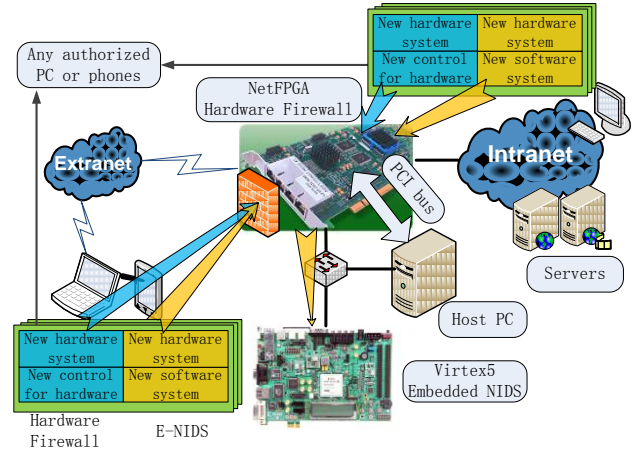 New hardware system
New hardware system
New control for hardware
New software system
Any authorized
PC or phones
NetFPGA
Hardware Firewall
Extranet
Intranet
PCI bus
Servers
Host PC
New hardware system
New hardware system
New control for hardware
New software system
Virtex5
Embedded NIDS
Hardware
Firewall
E-NIDS